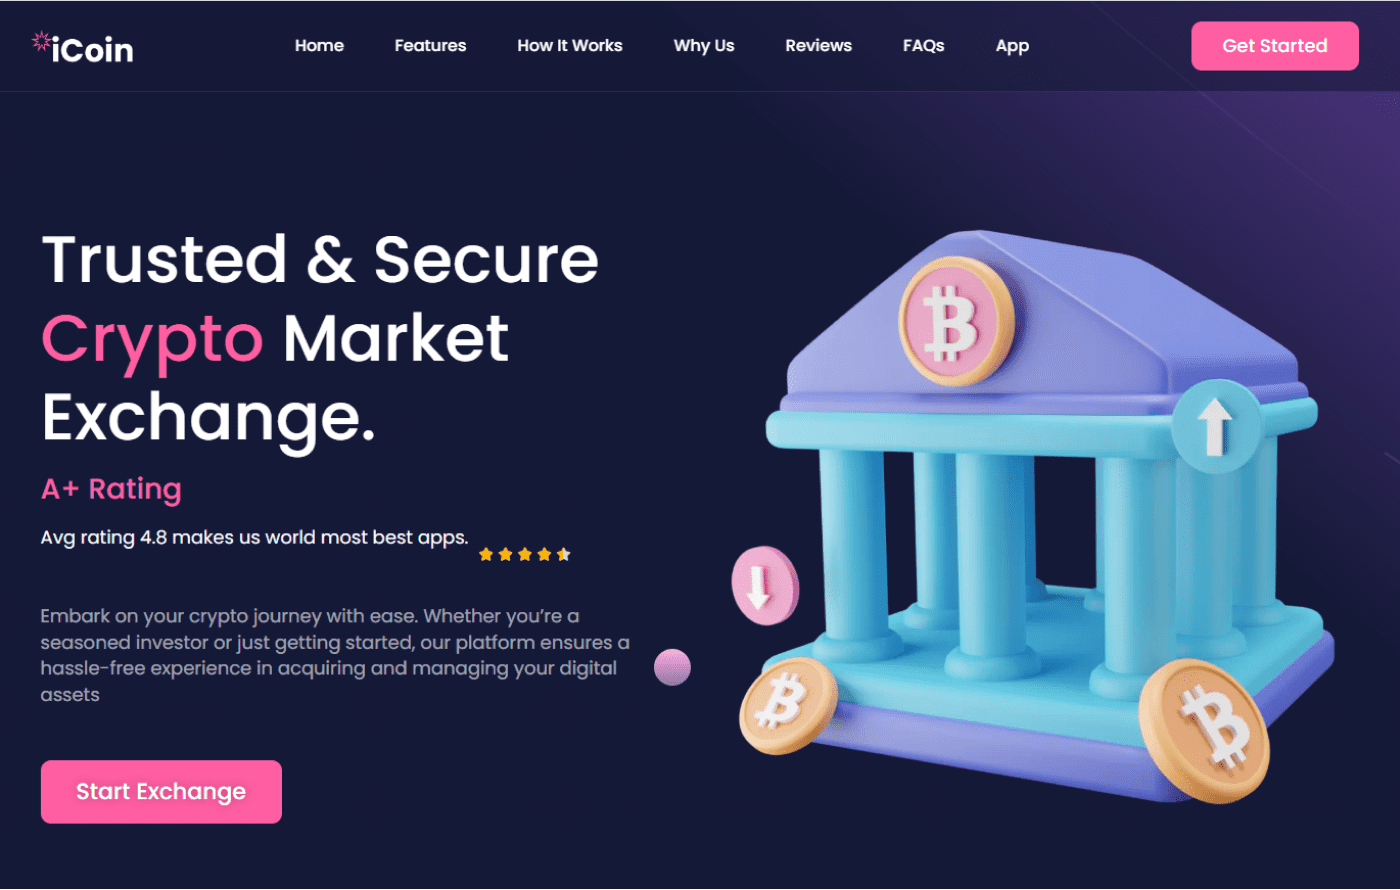 iCoin
Home
Features
How It Works
Why Us
Reviews
FAQs
App
Get Started
Trusted & Secure
Crypto Market
Exchange.
A+ Rating
Avg rating 4.8 makes us world most best apps.
Embark on your crypto journey with ease. Whether you’re a
seasoned investor or just getting started, our platform ensures a
hassle-free experience in acquiring and managing your digital
assets
Start Exchange